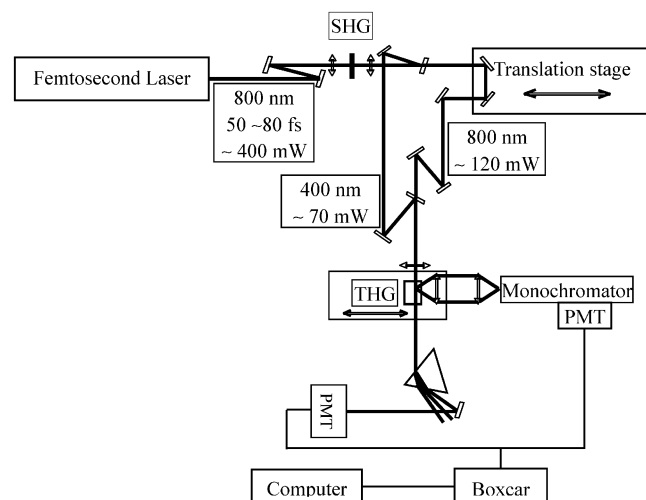 SHG
Femtosecond Laser
Translation stage
800 nm
50 ~80 fs
~ 400 mW
800 nm
~ 120 mW
400 nm
~ 70 mW
THG
Monochromator
PMT
PMT
Computer
Boxcar